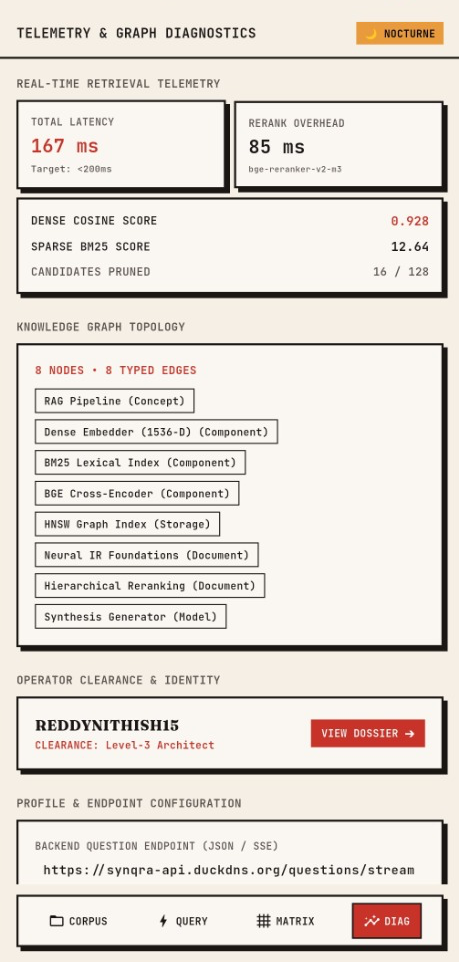 TELEMETRY & GRAPH DIAGNOSTICS
🌙 NOCTURNE
REAL-TIME RETRIEVAL TELEMETRY
TOTAL LATENCY
167 ms
Target: <200ms
RERANK OVERHEAD
85 ms
bge-reranker-v2-m3
DENSE COSINE SCORE 0.928
SPARSE BM25 SCORE 12.64
CANDIDATES PRUNED 16 / 128
KNOWLEDGE GRAPH TOPOLOGY
8 NODES • 8 TYPED EDGES
RAG Pipeline (Concept)
Dense Embedder (1536-D) (Component)
BM25 Lexical Index (Component)
BGE Cross-Encoder (Component)
HNSW Graph Index (Storage)
Neural IR Foundations (Document)
Hierarchical Reranking (Document)
Synthesis Generator (Model)
OPERATOR CLEARANCE & IDENTITY
REDDYNITHISH15
CLEARANCE: Level-3 Architect
VIEW DOSSIER →
PROFILE & ENDPOINT CONFIGURATION
BACKEND QUESTION ENDPOINT (JSON / SSE)
https://synqra-api.duckdns.org/questions/stream
CORPUS QUERY MATRIX DIAG